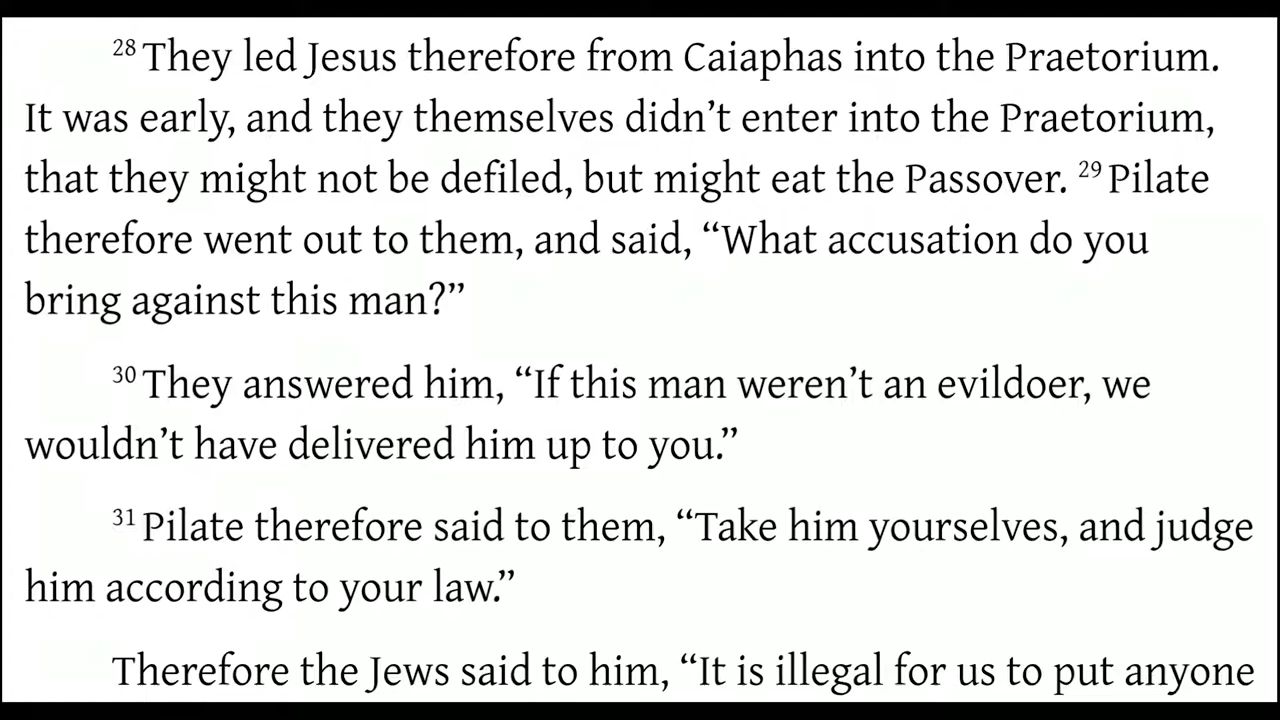 28 They led Jesus therefore from Caiaphas into the Praetorium.
It was early, and they themselves didn’t enter into the Praetorium,
that they might not be defiled, but might eat the Passover. 29 Pilate
therefore went out to them, and said, “What accusation do you
bring against this man?”
30 They answered him, “If this man weren’t an evildoer, we
wouldn’t have delivered him up to you.”
31 Pilate therefore said to them, “Take him yourselves, and judge
him according to your law.”
Therefore the Jews said to him, “It is illegal for us to put anyone